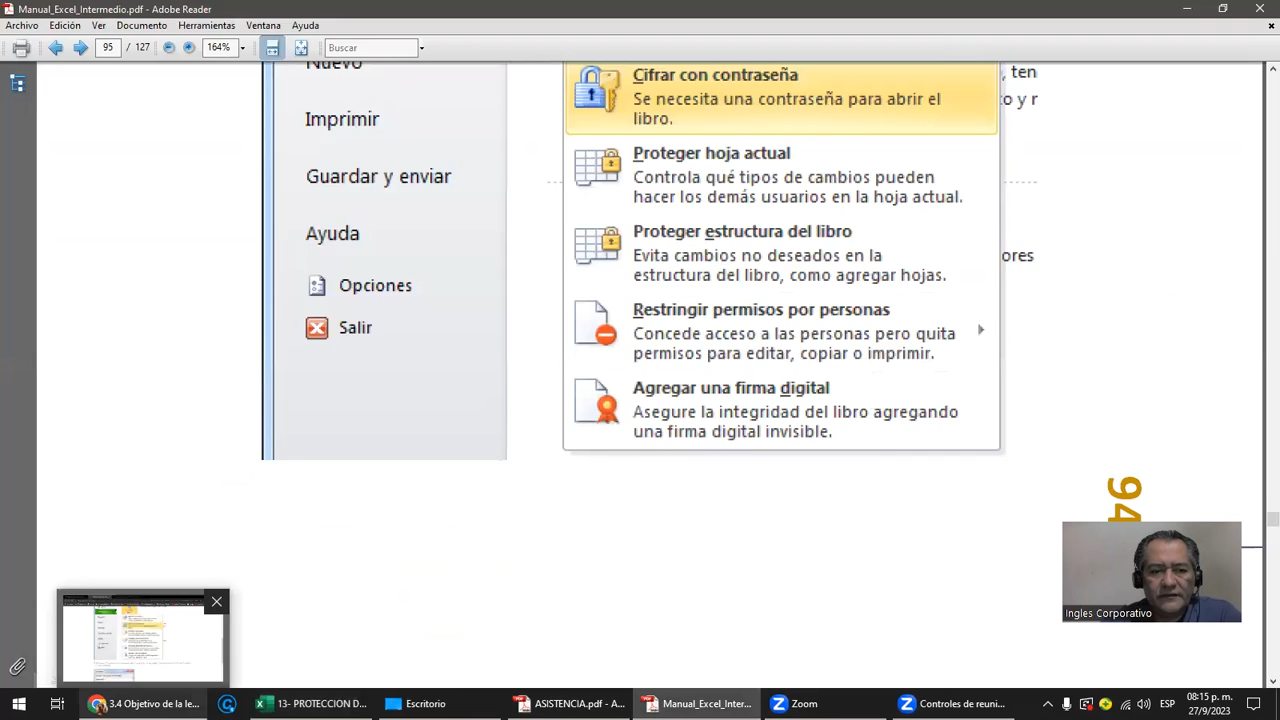 Manual_Excel_Intermedio.pdf - Adobe Reader
Archivo Edición Ver Documento Herramientas Ventana Ayuda
95 / 127 164% Buscar
Nuevo
Imprimir
Guardar y enviar
Ayuda
Opciones
Salir
Cifrar con contraseña
Se necesita una contraseña para abrir el
libro.
Proteger hoja actual
Controla qué tipos de cambios pueden
hacer los demás usuarios en la hoja actual.
Proteger estructura del libro
Evita cambios no deseados en la
estructura del libro, como agregar hojas.
Restringir permisos por personas
Concede acceso a las personas pero quita
permisos para editar, copiar o imprimir.
Agregar una firma digital
Asegure la integridad del libro agregando
una firma digital invisible.
, ten
o y r
ores
94
Ingles Corporativo
3.4 Objetivo de la le...
13- PROTECCION D...
Escritorio
ASISTENCIA.pdf - A...
Manual_Excel_Inter...
Zoom
Controles de reuni...
ESP
08:15 p. m.
27/9/2023